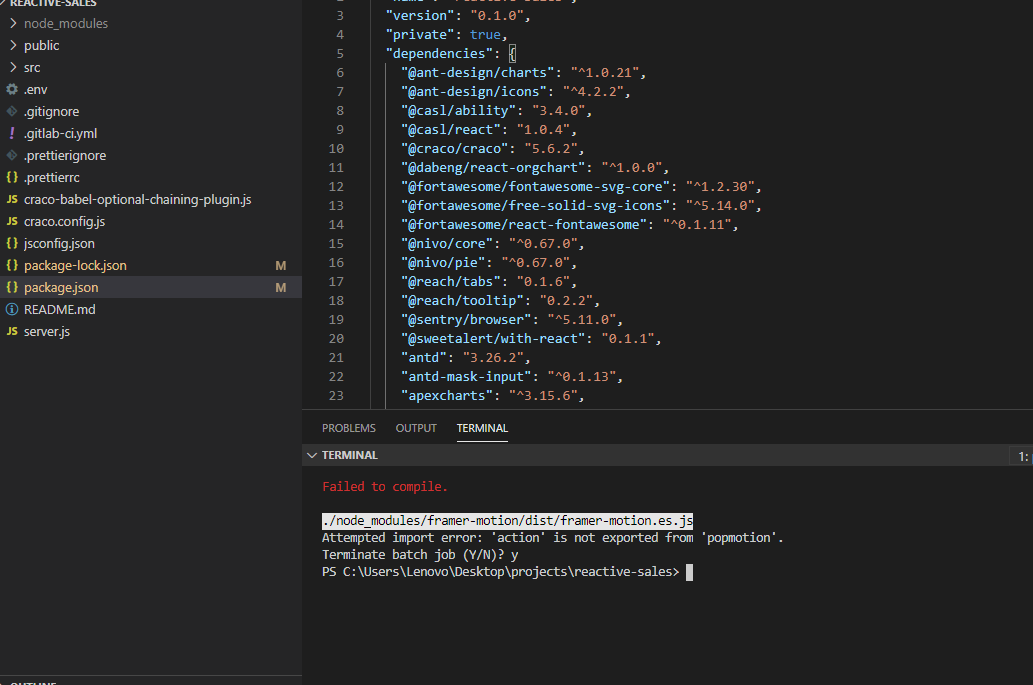 REACTIVE-SALES
node_modules
public
src
.env
.gitignore
! .gitlab-ci.yml
.prettierignore
{} .prettierrc
JS craco-babel-optional-chaining-plugin.js
JS craco.config.js
{} jsconfig.json
{} package-lock.json M
{} package.json M
README.md
JS server.js
OUTLINE
3 "version": "0.1.0",
4 "private": true,
5 "dependencies": {
6 "@ant-design/charts": "^1.0.21",
7 "@ant-design/icons": "^4.2.2",
8 "@casl/ability": "3.4.0",
9 "@casl/react": "1.0.4",
10 "@craco/craco": "5.6.2",
11 "@dabeng/react-orgchart": "^1.0.0",
12 "@fortawesome/fontawesome-svg-core": "^1.2.30",
13 "@fortawesome/free-solid-svg-icons": "^5.14.0",
14 "@fortawesome/react-fontawesome": "^0.1.11",
15 "@nivo/core": "^0.67.0",
16 "@nivo/pie": "^0.67.0",
17 "@reach/tabs": "0.1.6",
18 "@reach/tooltip": "0.2.2",
19 "@sentry/browser": "^5.11.0",
20 "@sweetalert/with-react": "0.1.1",
21 "antd": "3.26.2",
22 "antd-mask-input": "^0.1.13",
23 "apexcharts": "^3.15.6",
PROBLEMS OUTPUT TERMINAL
TERMINAL 1:
Failed to compile.
./node_modules/framer-motion/dist/framer-motion.es.js
Attempted import error: 'action' is not exported from 'popmotion'.
Terminate batch job (Y/N)? y
PS C:\Users\Lenovo\Desktop\projects\reactive-sales>